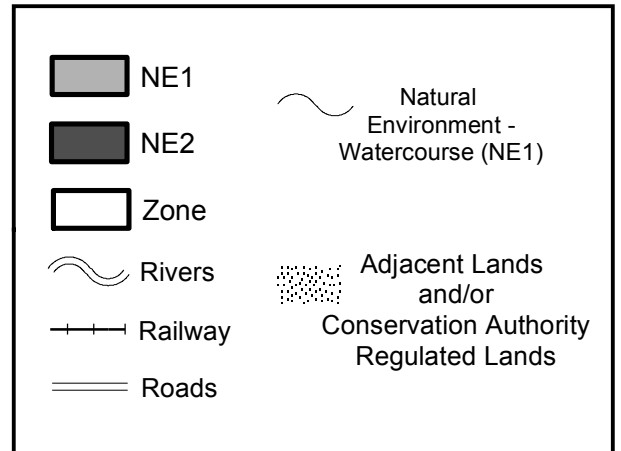 NE1
NE2
Zone
Rivers
Railway
Roads
Natural
Environment -
Watercourse (NE1)
Adjacent Lands
and/or
Conservation Authority
Regulated Lands